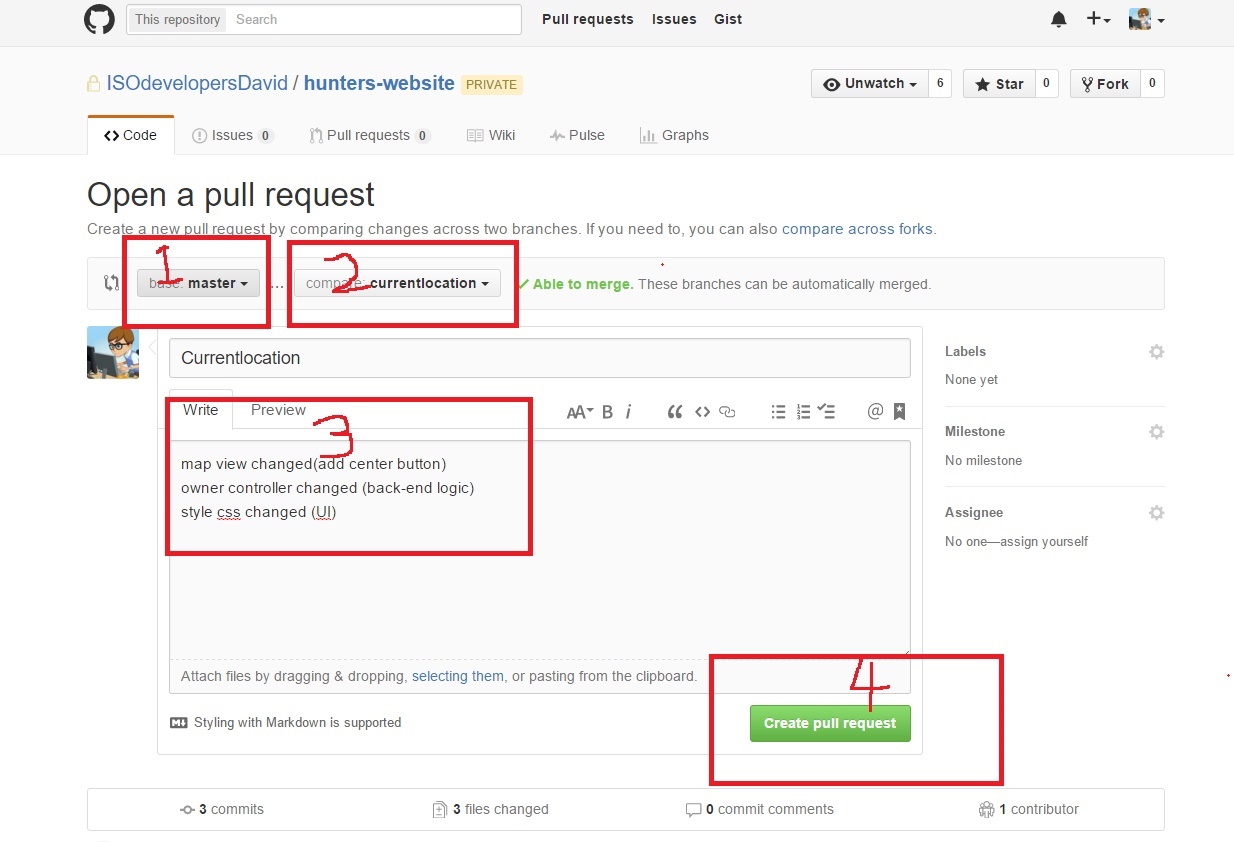 This repository Search Pull requests Issues Gist
ISOdevelopersDavid / hunters-website PRIVATE Unwatch 6 Star 0 Fork 0
Code Issues 0 Pull requests 0 Wiki Pulse Graphs
Open a pull request
Create a new pull request by comparing changes across two branches. If you need to, you can also compare across forks.
1 2
base: master ... compare: currentlocation ✓ Able to merge. These branches can be automatically merged.
Currentlocation
Labels
None yet
Write Preview AA B i “ <> @
3
Milestone
No milestone
map view changed(add center button)
owner controller changed (back-end logic)
style css changed (UI)
Assignee
No one—assign yourself
Attach files by dragging & dropping, selecting them, or pasting from the clipboard.
4
M↓ Styling with Markdown is supported Create pull request
3 commits 3 files changed 0 commit comments 1 contributor